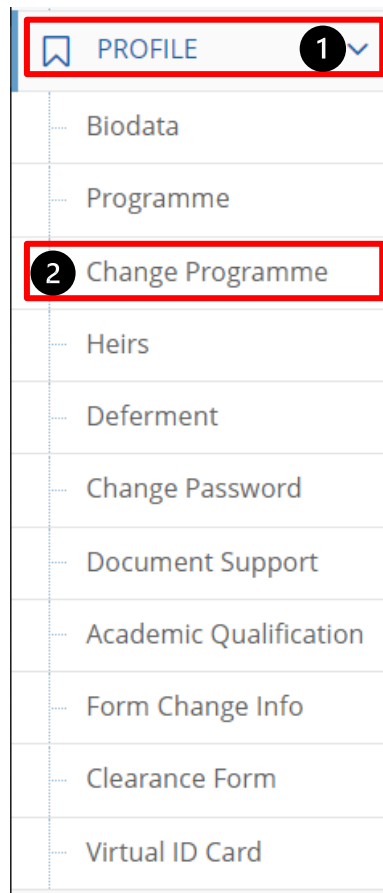 PROFILE 1
Biodata
Programme
2 Change Programme
Heirs
Deferment
Change Password
Document Support
Academic Qualification
Form Change Info
Clearance Form
Virtual ID Card